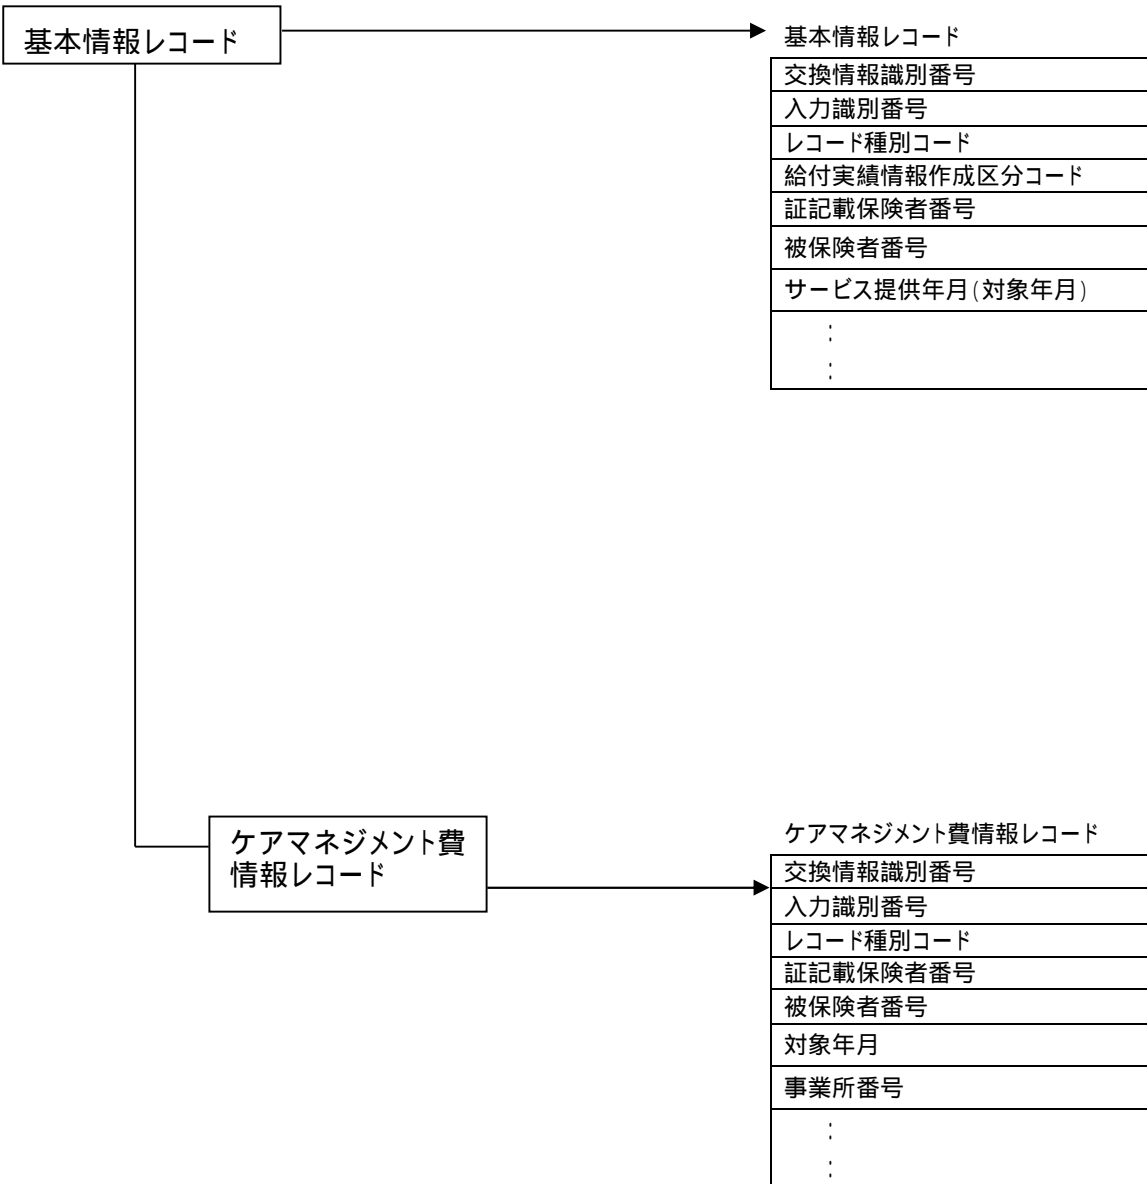 基本情報レコード
基本情報レコード
交換情報識別番号
入力識別番号
レコード種別コード
給付実績情報作成区分コード
証記載保険者番号
被保険者番号
サービス提供年月(対象年月)
:
:
ケアマネジメント費
情報レコード
ケアマネジメント費情報レコード
交換情報識別番号
入力識別番号
レコード種別コード
証記載保険者番号
被保険者番号
対象年月
事業所番号
:
: